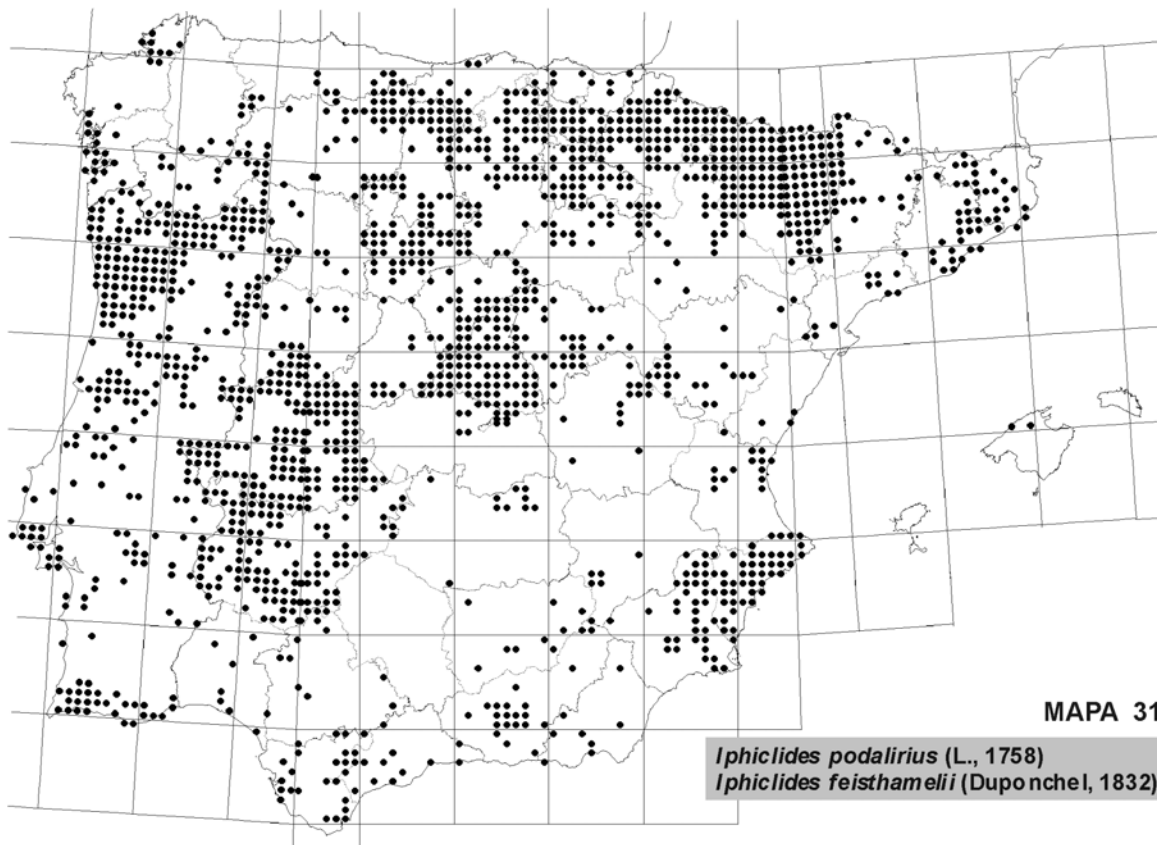 MAPA 31
Iphiclides podalirius (L., 1758)
Iphiclides feisthamelii (Duponchel, 1832)